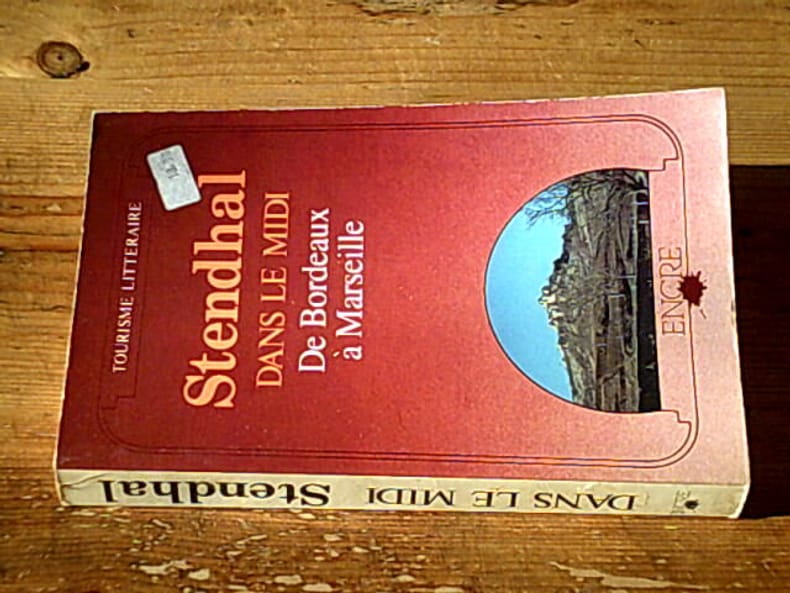 TOURISME LITTERAIRE
Stendhal
DANS LE MIDI
De Bordeaux
à Marseille
ENCRE
Stendhal DANS LE MIDI